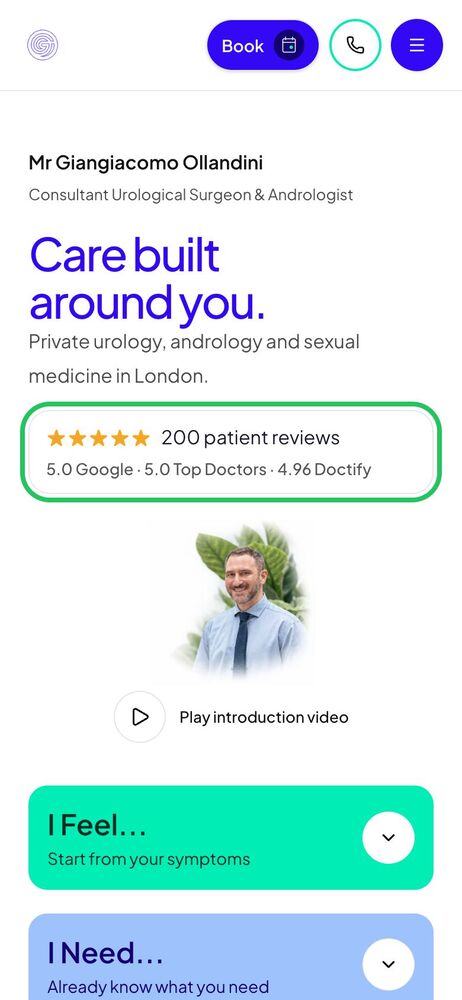 Book
Mr Giangiacomo Ollandini
Consultant Urological Surgeon & Andrologist
Care built
around you.
Private urology, andrology and sexual
medicine in London.
200 patient reviews
5.0 Google · 5.0 Top Doctors · 4.96 Doctify
Play introduction video
I Feel...
Start from your symptoms
I Need...
Already know what you need